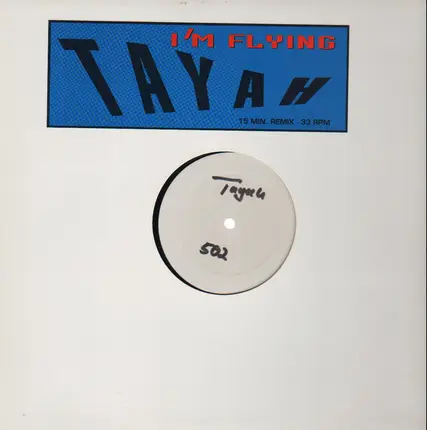 I'M FLYING
TAYAH
15 MIN. REMIX - 33 RPM
Tayah
502